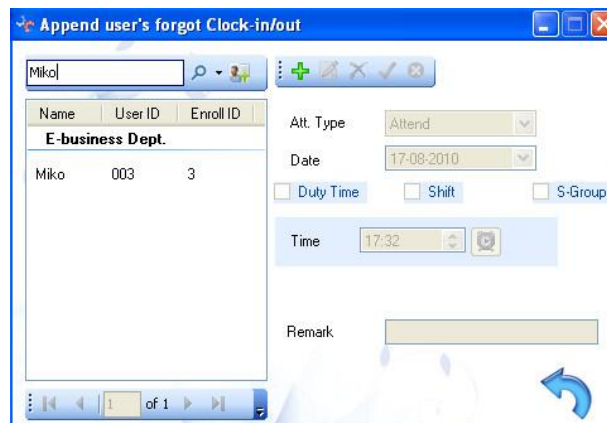 Append user's forgot Clock-in/out
Miko
Name User ID Enroll ID
E-business Dept.
Miko 003 3
1 of 1
Att. Type Attend
Date 17-08-2010
Duty Time Shift S-Group
Time 17:32
Remark